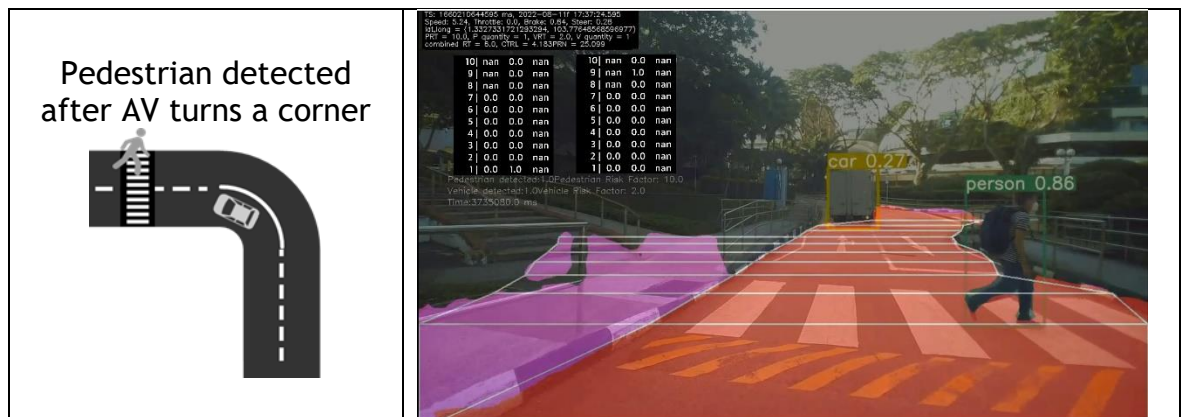 Pedestrian detected
after AV turns a corner
TS: 1660210644595 ms, 2022-08-11f 17:37:24.595
Speed: 5.24, Throttle: 0.0, Brake: 0.84, Steer: 0.28
PRT = 10.0, P quantity = 1, VRT = 2.0, V quantity = 1
combined RT = 8.0, CTRL = 4.183PRN = 25.099
10| nan 0.0 nan 10| nan 0.0 nan
9| nan 0.0 nan 9| nan 1.0 nan
8| nan 0.0 nan 8| nan 0.0 nan
7| 0.0 0.0 nan 7| 0.0 0.0 nan
6| 0.0 0.0 nan 6| 0.0 0.0 nan
5| 0.0 0.0 nan 5| 0.0 0.0 nan
4| 0.0 0.0 nan 4| 0.0 0.0 nan
3| 0.0 0.0 nan 3| 0.0 0.0 nan
2| 0.0 0.0 nan 2| 0.0 0.0 nan
1| 0.0 1.0 nan 1| 0.0 0.0 nan
Pedestrian detected:1.0Pedestrian Risk Factor: 10.0
Vehicle detected:1.0Vehicle Risk Factor: 2.0
Time:3735080.0 ms
car 0.27
person 0.86